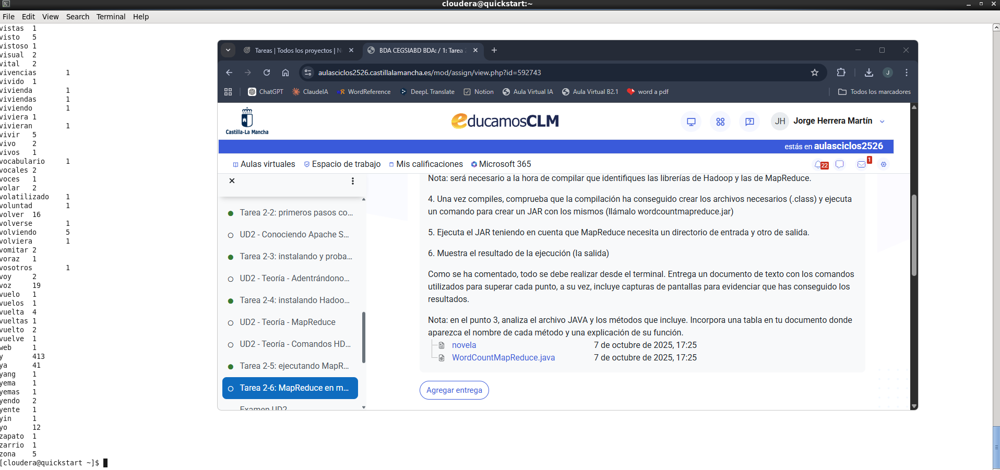 cloudera@quickstart:~
File Edit View Search Terminal Help
vistas 1
visto 5
vistoso 1
visual 2
vital 2
vivencias 1
vivido 1
vivienda 1
viviendas 1
viviendo 1
viviera 1
vivieran 1
vivir 5
vivo 2
vivos 1
vocabulario 1
vocales 2
voces 1
volar 2
volatilizado 1
voluntad 1
volver 16
volverse 1
volviendo 5
volviera 1
vomitar 2
voraz 1
vosotros 1
voy 2
voz 19
vuelo 1
vuelos 1
vuelta 4
vueltas 1
vuelto 2
vuelve 1
web 1
y 413
ya 41
yang 1
yema 1
yemas 1
yendo 2
yente 1
yin 1
yo 12
zapato 1
zarrio 1
zona 5
[cloudera@quickstart ~]$
Tareas | Todos los proyectos | N
BDA CEGSIABD BDA: / 1: Tarea
aulasciclos2526.castillalamancha.es/mod/assign/view.php?id=592743
J
ChatGPT ClaudeIA WordReference DeepL Translate Notion Aula Virtual IA Aula Virtual B2.1 word a pdf Todos los marcadores
Castilla-La Mancha
educamosCLM
JH Jorge Herrera Martín
estás en aulasciclos2526
Aulas virtuales Espacio de trabajo Mis calificaciones Microsoft 365 22 1
Tarea 2-2: primeros pasos co...
UD2 - Conociendo Apache S...
Tarea 2-3: instalando y proba...
UD2 - Teoría - Adentrándono...
Tarea 2-4: instalando Hadoo...
UD2 - Teoría - MapReduce
UD2 - Teoría - Comandos HD...
Tarea 2-5: ejecutando MapR...
Tarea 2-6: MapReduce en m...
Examen UD2
Nota: será necesario a la hora de compilar que identifiques las librerías de Hadoop y las de MapReduce.
4. Una vez compiles, comprueba que la compilación ha conseguido crear los archivos necesarios (.class) y ejecuta
un comando para crear un JAR con los mismos (llámalo wordcountmapreduce.jar)
5. Ejecuta el JAR teniendo en cuenta que MapReduce necesita un directorio de entrada y otro de salida.
6. Muestra el resultado de la ejecución (la salida)
Como se ha comentado, todo se debe realizar desde el terminal. Entrega un documento de texto con los comandos
utilizados para superar cada punto, a su vez, incluye capturas de pantallas para evidenciar que has conseguido los
resultados.
Nota: en el punto 3, analiza el archivo JAVA y los métodos que incluye. Incorpora una tabla en tu documento donde
aparezca el nombre de cada método y una explicación de su función.
novela 7 de octubre de 2025, 17:25
WordCountMapReduce.java 7 de octubre de 2025, 17:25
Agregar entrega